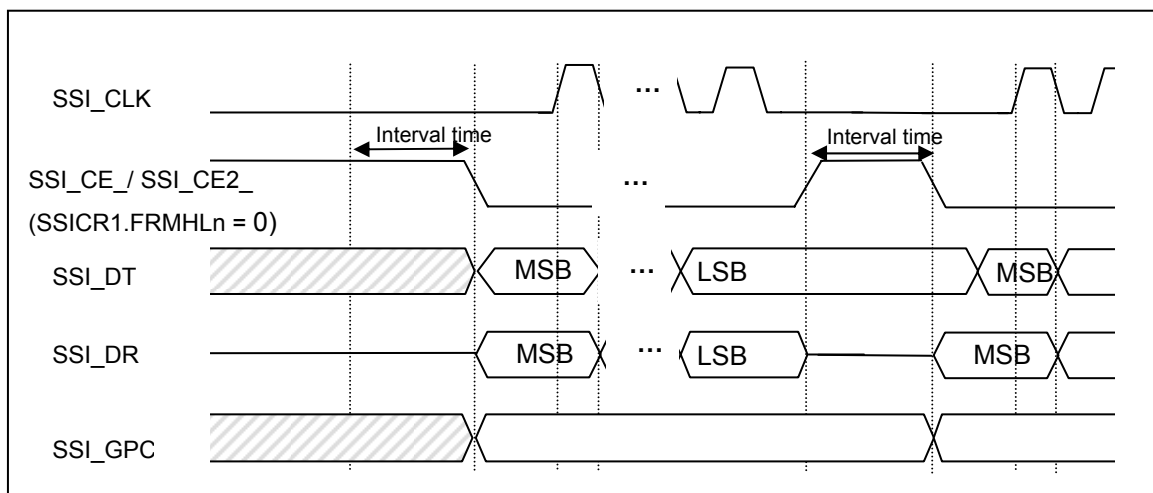 SSI_CLK
...
Interval time
Interval time
SSI_CE_/ SSI_CE2_
(SSICR1.FRMHLn = 0)
...
SSI_DT
MSB
...
LSB
MSB
SSI_DR
MSB
...
LSB
MSB
SSI_GPC